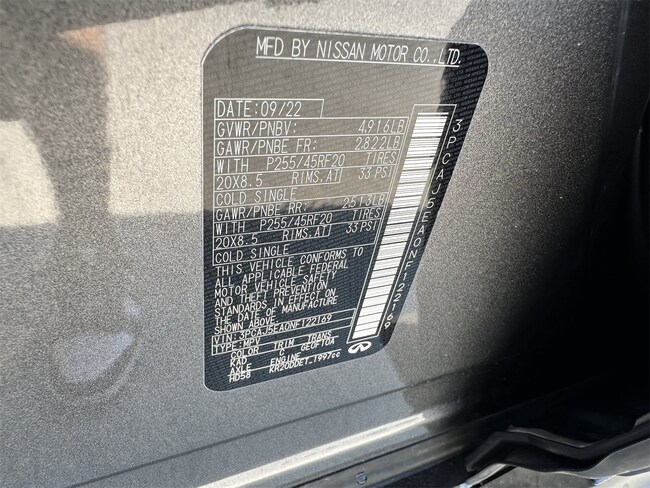 MFD BY NISSAN MOTOR CO.,LTD.
DATE:09/22
GVWR/PNBV: 4916LB
GAWR/PNBE FR: 2822LB
WITH P255/45RF20 TIRES
20X8.5 RIMS.AT 33 PSI
COLD SINGLE
GAWR/PNBE RR: 2513LB
WITH P255/45RF20 TIRES
20X8.5 RIMS.AT 33 PSI
COLD SINGLE
THIS VEHICLE CONFORMS TO
ALL APPLICABLE FEDERAL
MOTOR VEHICLE SAFETY
AND THEFT PREVENTION
STANDARDS IN EFFECT ON
THE DATE OF MANUFACTURE
SHOWN ABOVE.
VIN:3PCAJ5EA0NF122169
TYPE:MPV
COLOR TRIM TRANS
KAD C GE0F10A
AXLE ENGINE
HD58 KR20DDET 1997cc
3PCAJ5EA0NF122169